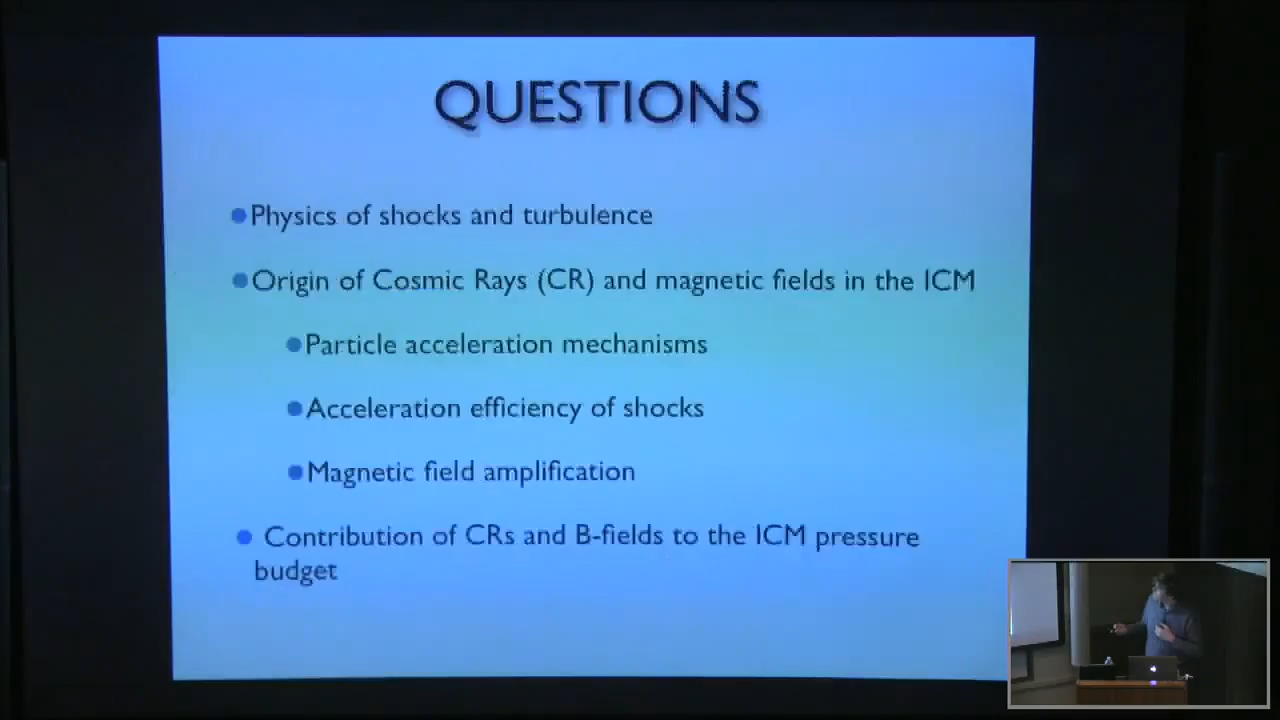 QUESTIONS
Physics of shocks and turbulence
Origin of Cosmic Rays (CR) and magnetic fields in the ICM
Particle acceleration mechanisms
Acceleration efficiency of shocks
Magnetic field amplification
Contribution of CRs and B-fields to the ICM pressure
budget